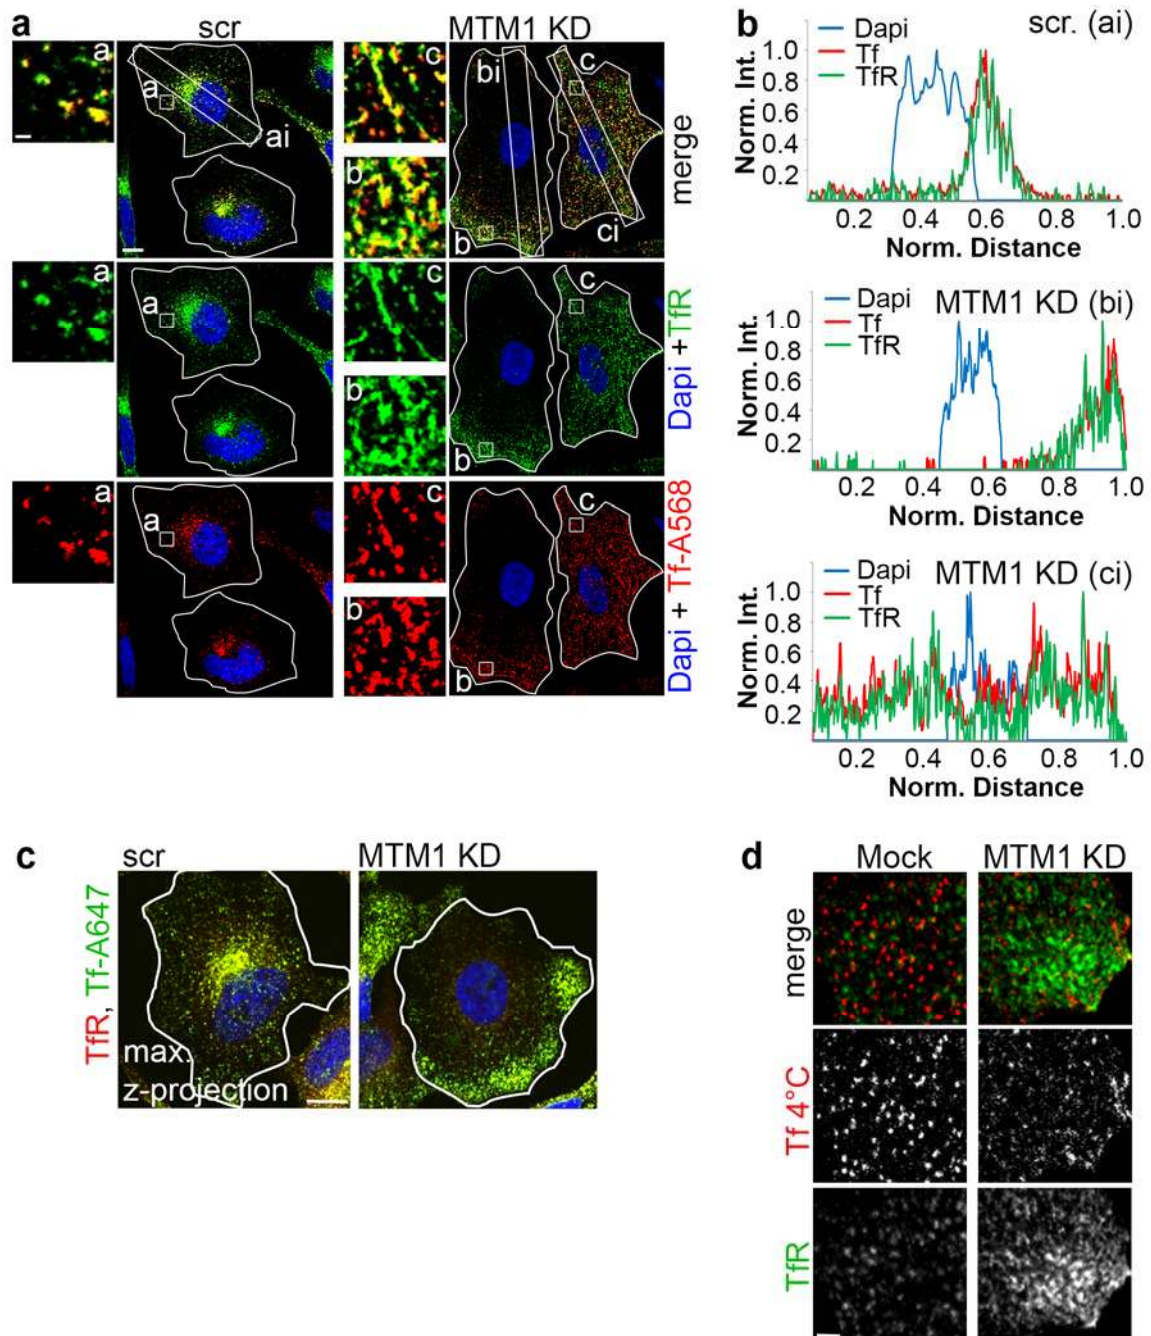 a
scr
MTM1 KD
a
a
ai
c
b
bi
c
b
ci
merge
a
a
c
b
c
b
Dapi + TfR
a
a
c
b
c
b
Dapi + Tf-A568
b
scr. (ai)
Dapi
Tf
TfR
Norm. Int.
1.0
0.8
0.6
0.4
0.2
0.2 0.4 0.6 0.8 1.0
Norm. Distance
MTM1 KD (bi)
Dapi
Tf
TfR
Norm. Int.
1.0
0.8
0.6
0.4
0.2
0.2 0.4 0.6 0.8 1.0
Norm. Distance
MTM1 KD (ci)
Dapi
Tf
TfR
Norm. Int.
1.0
0.8
0.6
0.4
0.2
0.2 0.4 0.6 0.8 1.0
Norm. Distance
c
scr
MTM1 KD
TfR, Tf-A647
max.
z-projection
d
Mock
MTM1 KD
merge
Tf 4°C
TfR